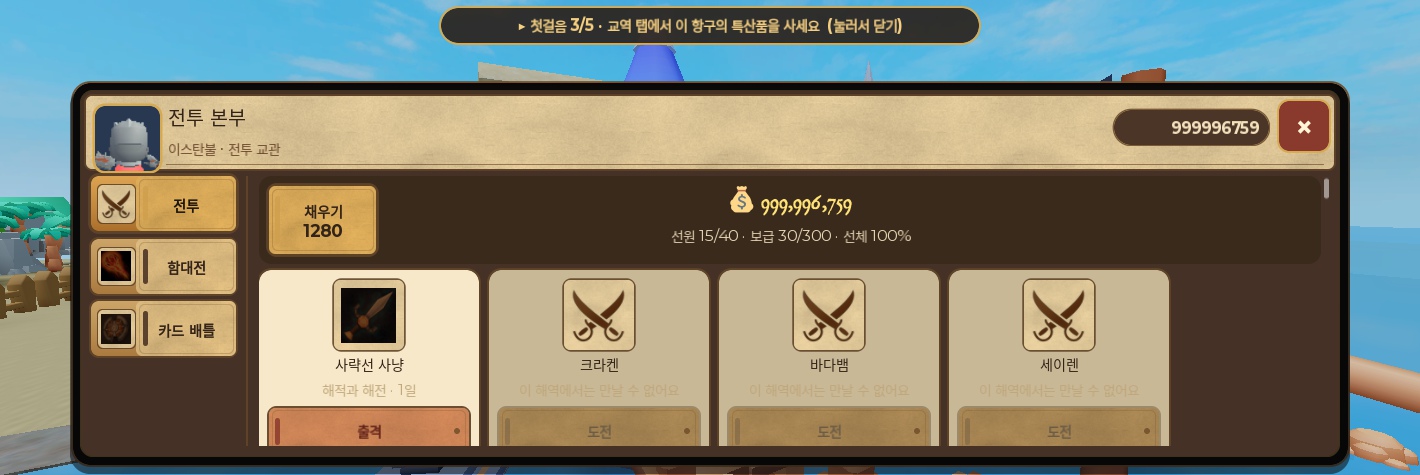 ▸ 첫걸음 3/5 · 교역 탭에서 이 항구의 특산품을 사세요 (눌러서 닫기)
전투 본부
이스탄불 · 전투 교관
999996759
×
전투
함대전
카드 배틀
채우기
1280
999,996,759
선원 15/40 · 보급 30/300 · 선체 100%
사략선 사냥
해적과 해전 · 1일
출격
크라켄
이 해역에서는 만날 수 없어요
도전
바다뱀
이 해역에서는 만날 수 없어요
도전
세이렌
이 해역에서는 만날 수 없어요
도전